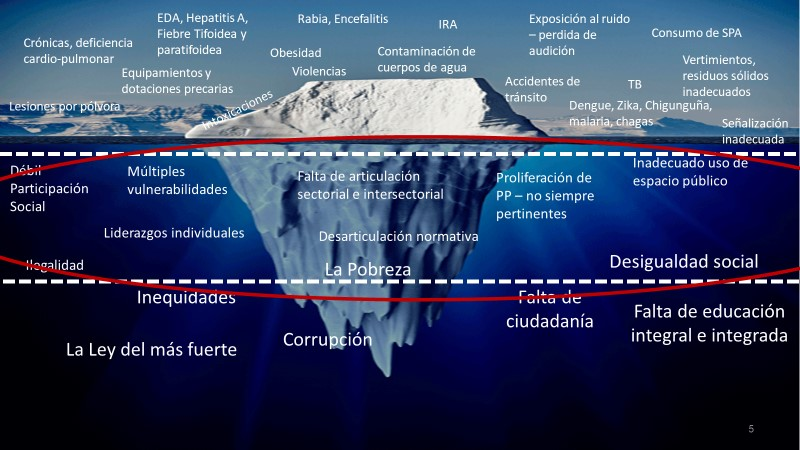 EDA, Hepatitis A,
Fiebre Tifoidea y
paratifoidea
Rabia, Encefalitis
IRA
Exposición al ruido
– perdida de
audición
Consumo de SPA
Crónicas, deficiencia
cardio-pulmonar
Obesidad
Contaminación de
cuerpos de agua
Vertimientos,
residuos sólidos
inadecuados
Equipamientos y
dotaciones precarias
Violencias
Accidentes de
tránsito
TB
Lesiones por pólvora
Intoxicaciones
Dengue, Zika, Chigunguña,
malaria, chagas
Señalización
inadecuada
Débil
Participación
Social
Múltiples
vulnerabilidades
Falta de articulación
sectorial e intersectorial
Proliferación de
PP – no siempre
pertinentes
Inadecuado uso de
espacio público
Liderazgos individuales
Desarticulación normativa
Ilegalidad
La Pobreza
Desigualdad social
Inequidades
Falta de
ciudadanía
Falta de educación
integral e integrada
La Ley del más fuerte
Corrupción
5